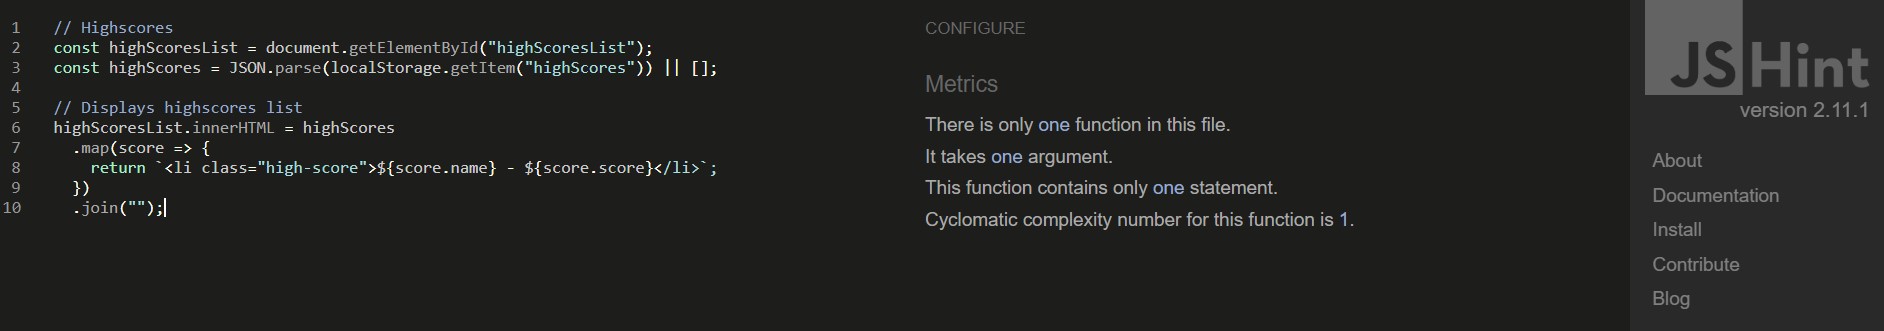 1 // Highscores
2 const highScoresList = document.getElementById("highScoresList");
3 const highScores = JSON.parse(localStorage.getItem("highScores")) || [];
4
5 // Displays highscores list
6 highScoresList.innerHTML = highScores
7   .map(score => {
8     return `<li class="high-score">${score.name} - ${score.score}</li>`;
9   })
10   .join("");
CONFIGURE
Metrics
There is only one function in this file.
It takes one argument.
This function contains only one statement.
Cyclomatic complexity number for this function is 1.
JSHint
version 2.11.1
About
Documentation
Install
Contribute
Blog